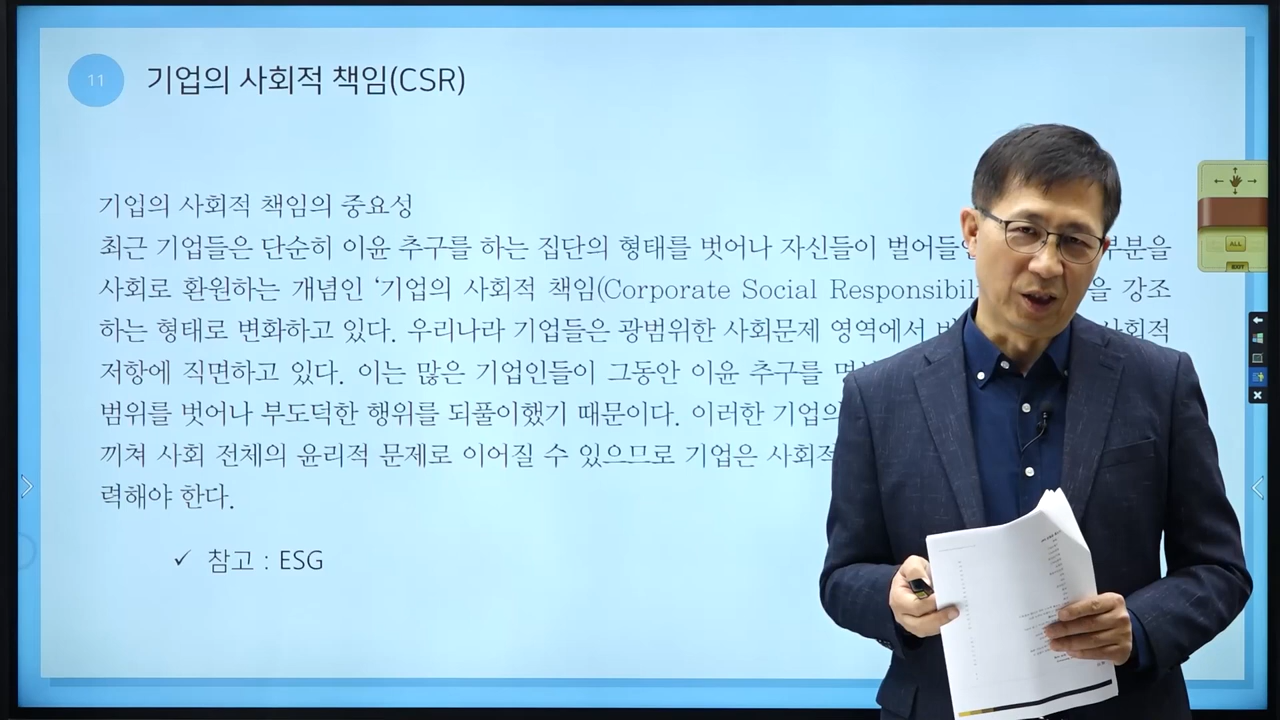 11
기업의 사회적 책임(CSR)
기업의 사회적 책임의 중요성
최근 기업들은 단순히 이윤 추구를 하는 집단의 형태를 벗어나 자신들이 벌어들인 부분을
사회로 환원하는 개념인 ‘기업의 사회적 책임(Corporate Social Responsibili 을 강조
하는 형태로 변화하고 있다. 우리나라 기업들은 광범위한 사회문제 영역에서 사회적
저항에 직면하고 있다. 이는 많은 기업인들이 그동안 이윤 추구를
범위를 벗어나 부도덕한 행위를 되풀이했기 때문이다. 이러한 기업의
끼쳐 사회 전체의 윤리적 문제로 이어질 수 있으므로 기업은 사회적
력해야 한다.
✓ 참고 : ESG
ALL
EXIT